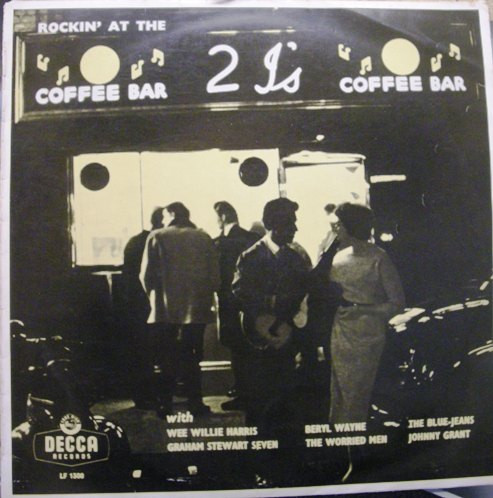 ROCKIN' AT THE
COFFEE BAR
2 I's
COFFEE BAR
with
WEE WILLIE HARRIS
GRAHAM STEWART SEVEN
BERYL WAYNE
THE WORRIED MEN
THE BLUE-JEANS
JOHNNY GRANT
DECCA
RECORDS
LF 1300